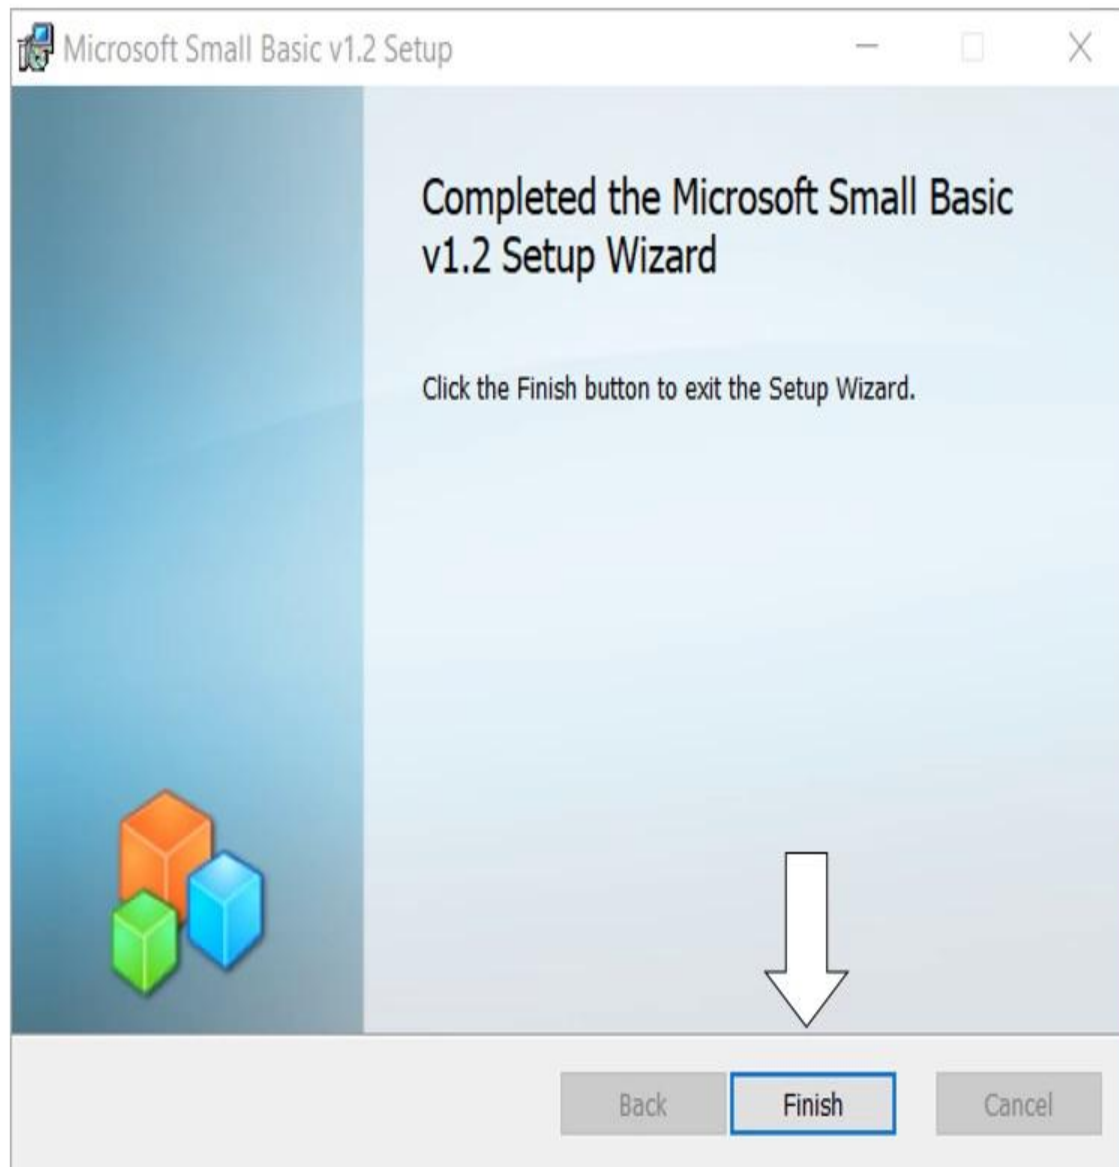 Microsoft Small Basic v1.2 Setup
Completed the Microsoft Small Basic
v1.2 Setup Wizard
Click the Finish button to exit the Setup Wizard.
Back Finish Cancel